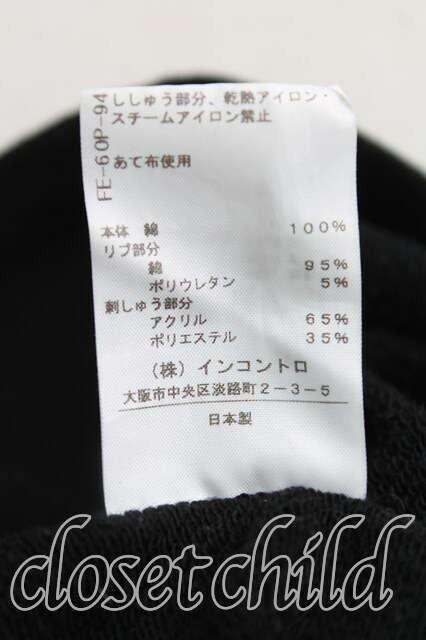 FE-60P-94
ししゅう部分、乾熱アイロン・
スチームアイロン禁止
あて布使用
本体 綿 100%
リブ部分
綿 95%
ポリウレタン 5%
刺しゅう部分
アクリル 65%
ポリエステル 35%
(株) インコントロ
大阪市中央区淡路町2-3-5
日本製
closet child